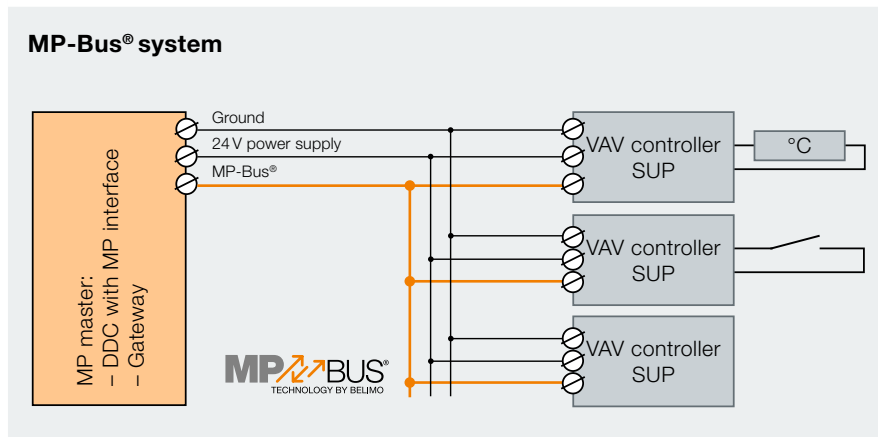 MP-Bus® system
Ground
24 V power supply
MP-Bus®
MP master:
– DDC with MP interface
– Gateway
VAV controller
SUP
°C
VAV controller
SUP
VAV controller
SUP
MP BUS®
TECHNOLOGY BY BELIMO